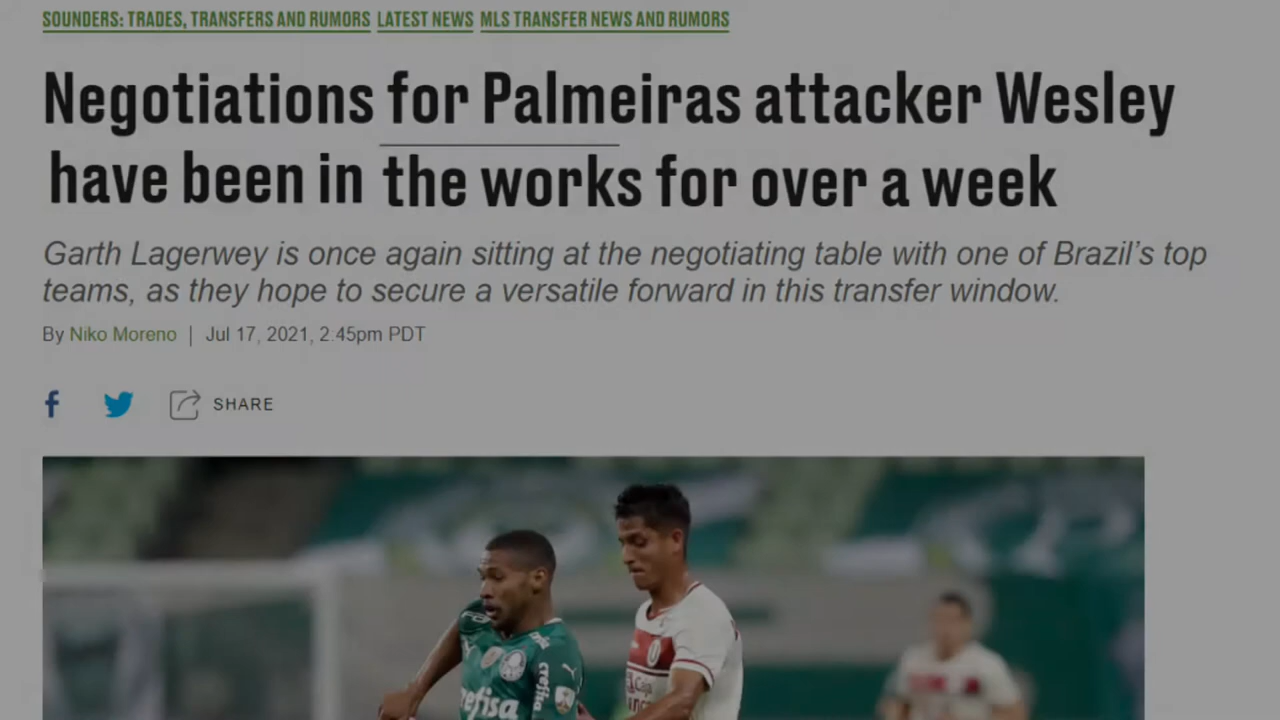 SOUNDERS: TRADES, TRANSFERS AND RUMORS LATEST NEWS MLS TRANSFER NEWS AND RUMORS
Negotiations for Palmeiras attacker Wesley
have been in the works for over a week
Garth Lagerwey is once again sitting at the negotiating table with one of Brazil's top
teams, as they hope to secure a versatile forward in this transfer window.
By Niko Moreno | Jul 17, 2021, 2:45pm PDT
SHARE
refisa
crefisa
Caja